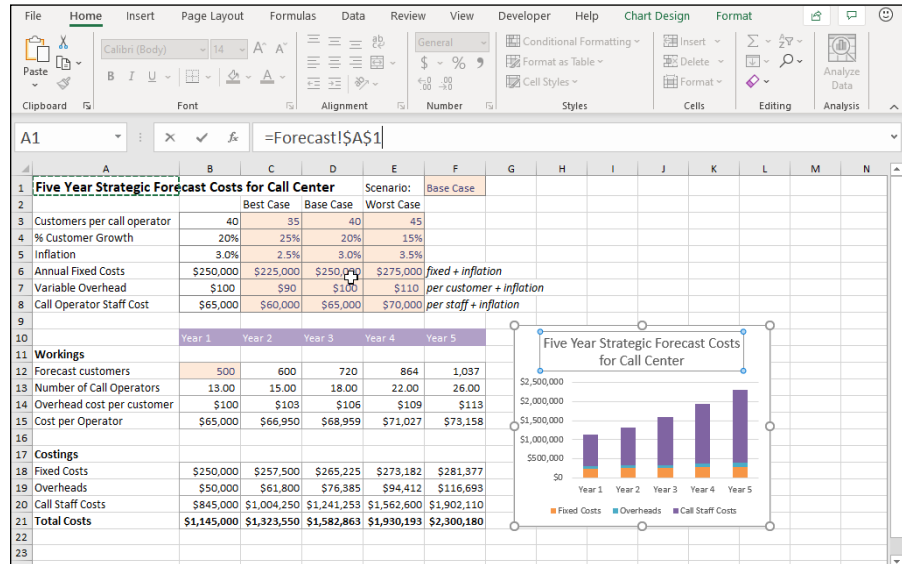 File Home Insert Page Layout Formulas Data Review View Developer Help Chart Design Format
Calibri (Body) 14 A^ A ab General Conditional Formatting Insert Σ
Paste B I U A $ % 9 Format as Table Delete Analyze
Cell Styles Format Data
Clipboard Font Alignment Number Styles Cells Editing Analysis
A1 fx =Forecast!$A$1
A B C D E F G H I J K L M N
1 Five Year Strategic Forecast Costs for Call Center Scenario: Base Case
2 Best Case Base Case Worst Case
3 Customers per call operator 40 35 40 45
4 % Customer Growth 20% 25% 20% 15%
5 Inflation 3.0% 2.5% 3.0% 3.5%
6 Annual Fixed Costs $250,000 $225,000 $250,000 $275,000 fixed + inflation
7 Variable Overhead $100 $90 $100 $110 per customer + inflation
8 Call Operator Staff Cost $65,000 $60,000 $65,000 $70,000 per staff + inflation
9
10 Year 1 Year 2 Year 3 Year 4 Year 5
11 Workings
12 Forecast customers 500 600 720 864 1,037
13 Number of Call Operators 13.00 15.00 18.00 22.00 26.00
14 Overhead cost per customer $100 $103 $106 $109 $113
15 Cost per Operator $65,000 $66,950 $68,959 $71,027 $73,158
16
17 Costings
18 Fixed Costs $250,000 $257,500 $265,225 $273,182 $281,377
19 Overheads $50,000 $61,800 $76,385 $94,412 $116,693
20 Call Staff Costs $845,000 $1,004,250 $1,241,253 $1,562,600 $1,902,110
21 Total Costs $1,145,000 $1,323,550 $1,582,863 $1,930,193 $2,300,180
22
23
Five Year Strategic Forecast Costs
for Call Center
$2,500,000
$2,000,000
$1,500,000
$1,000,000
$500,000
$0
Year 1 Year 2 Year 3 Year 4 Year 5
Fixed Costs Overheads Call Staff Costs